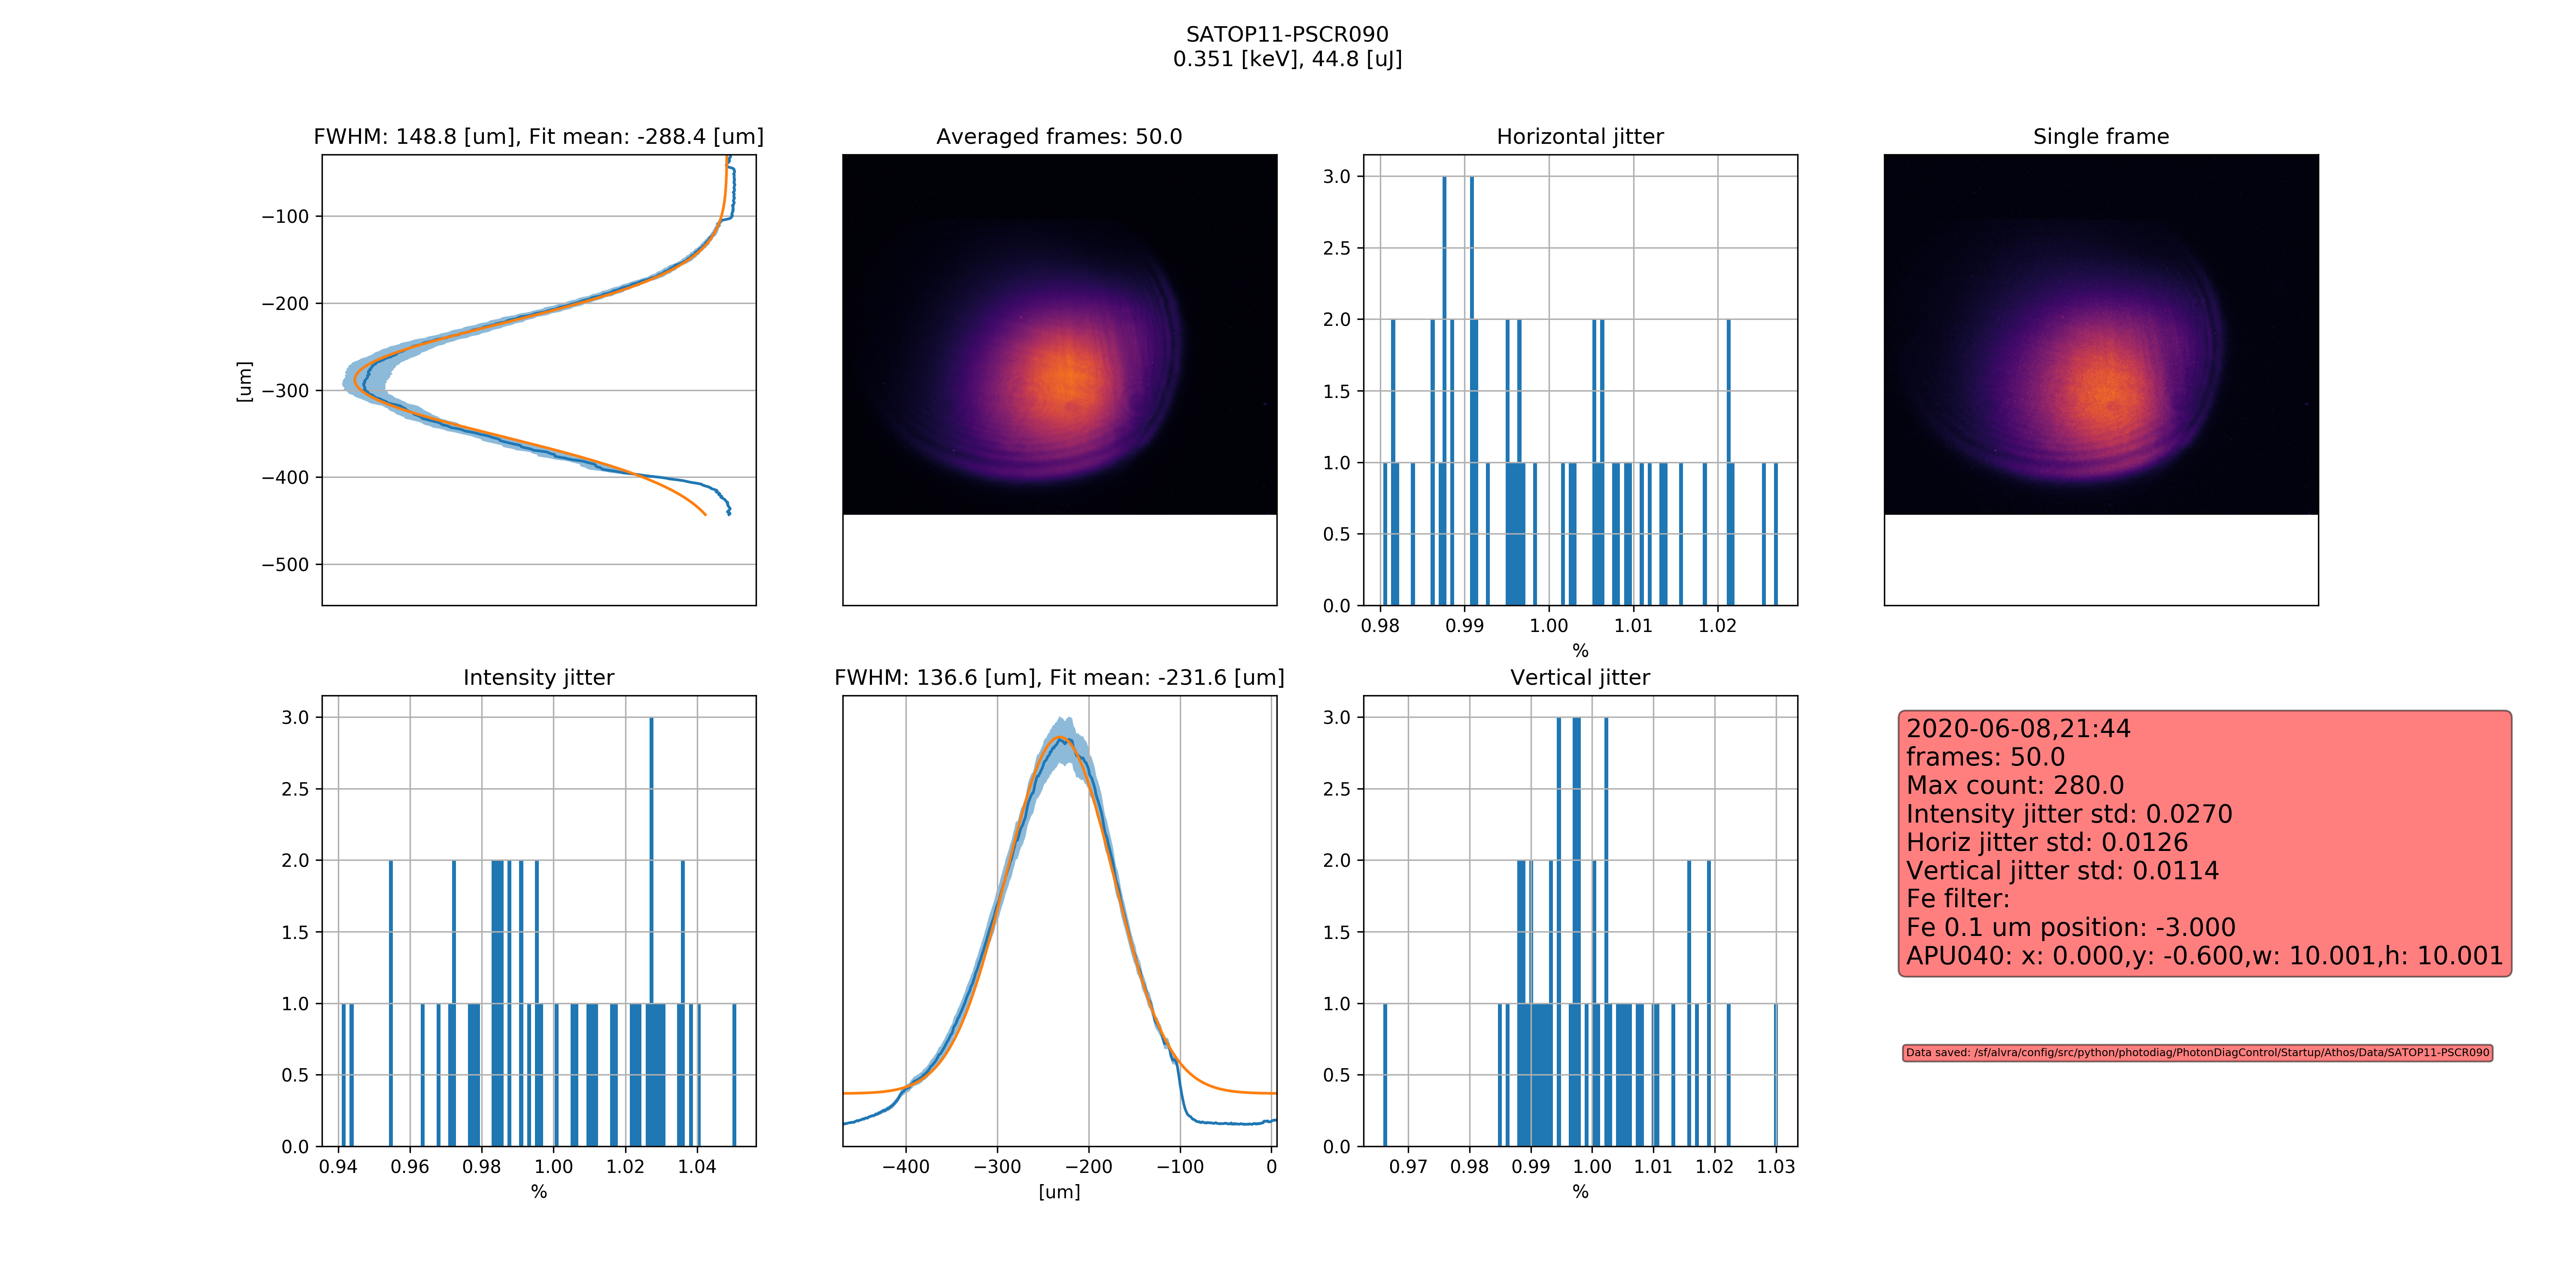 SATOP11-PSCR090
0.351 [keV], 44.8 [uJ]
FWHM: 148.8 [um], Fit mean: -288.4 [um]
[um]
−100
−200
−300
−400
−500
Averaged frames: 50.0
Horizontal jitter
3.0
2.5
2.0
1.5
1.0
0.5
0.0
0.98 0.99 1.00 1.01 1.02
%
Single frame
Intensity jitter
3.0
2.5
2.0
1.5
1.0
0.5
0.0
0.94 0.96 0.98 1.00 1.02 1.04
%
FWHM: 136.6 [um], Fit mean: -231.6 [um]
−400 −300 −200 −100 0
[um]
Vertical jitter
3.0
2.5
2.0
1.5
1.0
0.5
0.0
0.97 0.98 0.99 1.00 1.01 1.02 1.03
%
2020-06-08,21:44
frames: 50.0
Max count: 280.0
Intensity jitter std: 0.0270
Horiz jitter std: 0.0126
Vertical jitter std: 0.0114
Fe filter:
Fe 0.1 um position: -3.000
APU040: x: 0.000,y: -0.600,w: 10.001,h: 10.001
Data saved: /sf/alvra/config/src/python/photodiag/PhotonDiagControl/Startup/Athos/Data/SATOP11-PSCR090